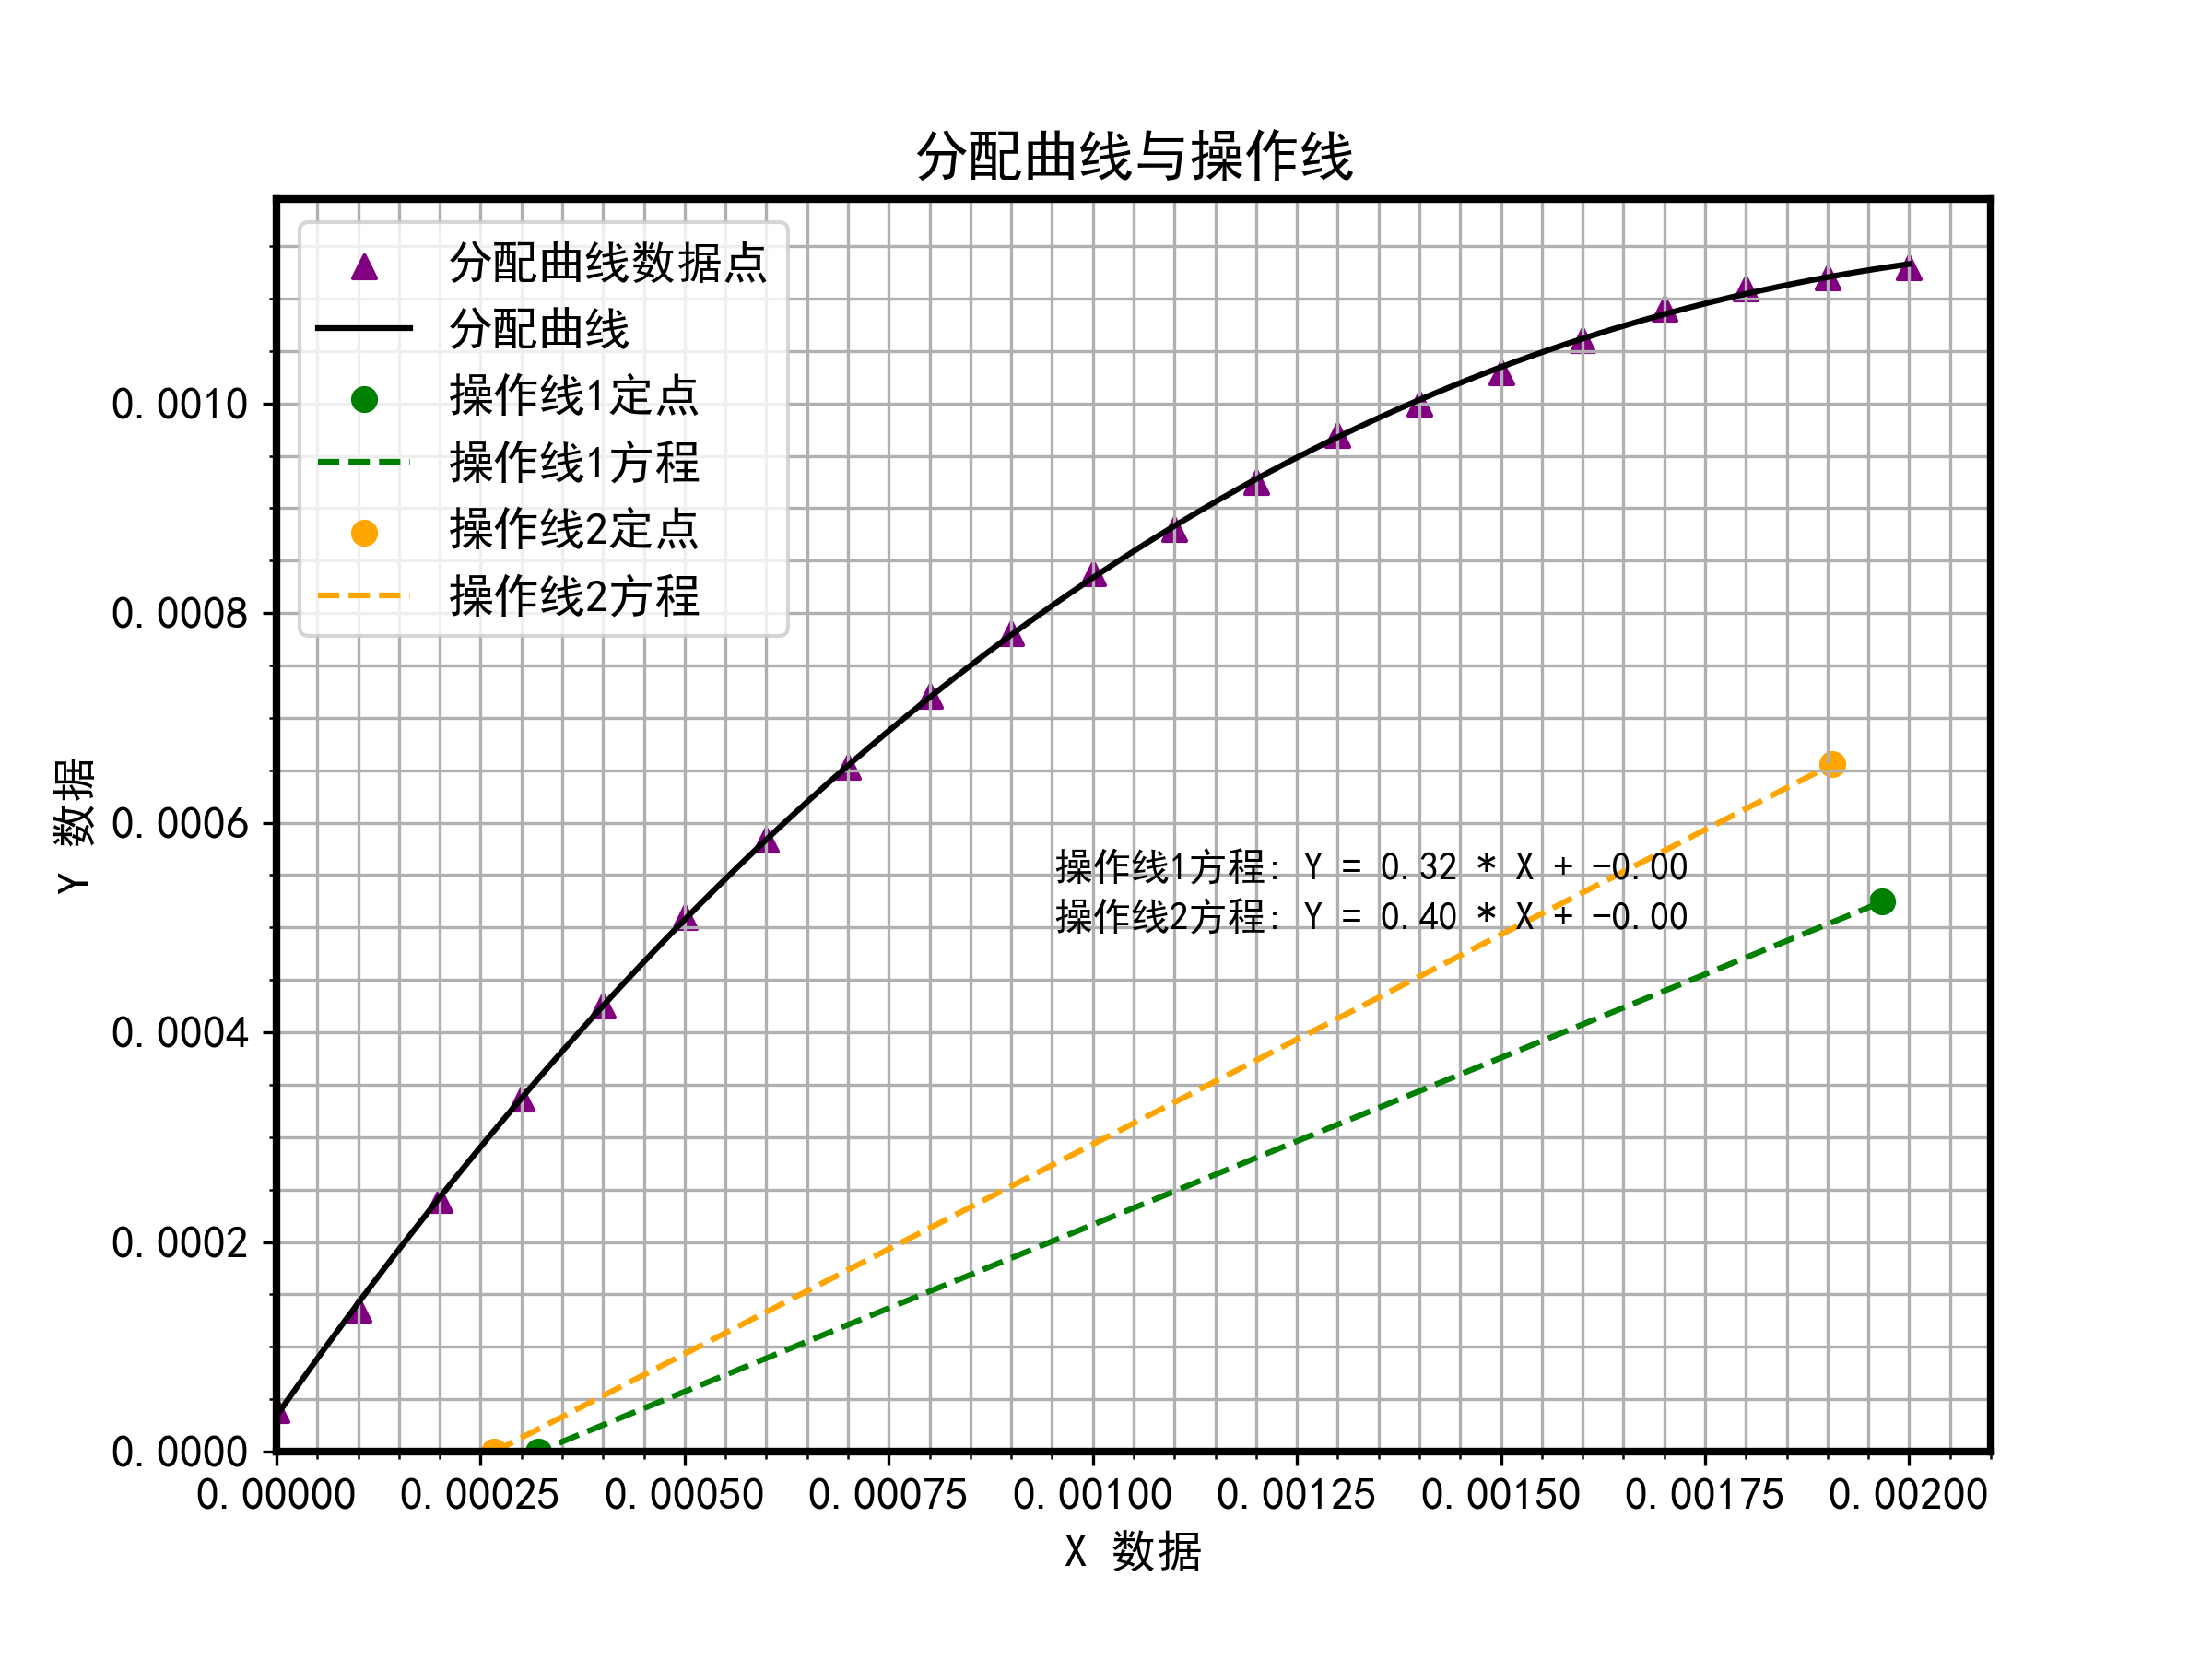 分配曲线与操作线
分配曲线数据点
分配曲线
操作线1定点
操作线1方程
操作线2定点
操作线2方程
0.0010
0.0008
0.0006
0.0004
0.0002
0.0000
Y 数据
操作线1方程: Y = 0.32 * X + -0.00
操作线2方程: Y = 0.40 * X + -0.00
0.00000 0.00025 0.00050 0.00075 0.00100 0.00125 0.00150 0.00175 0.00200
X 数据